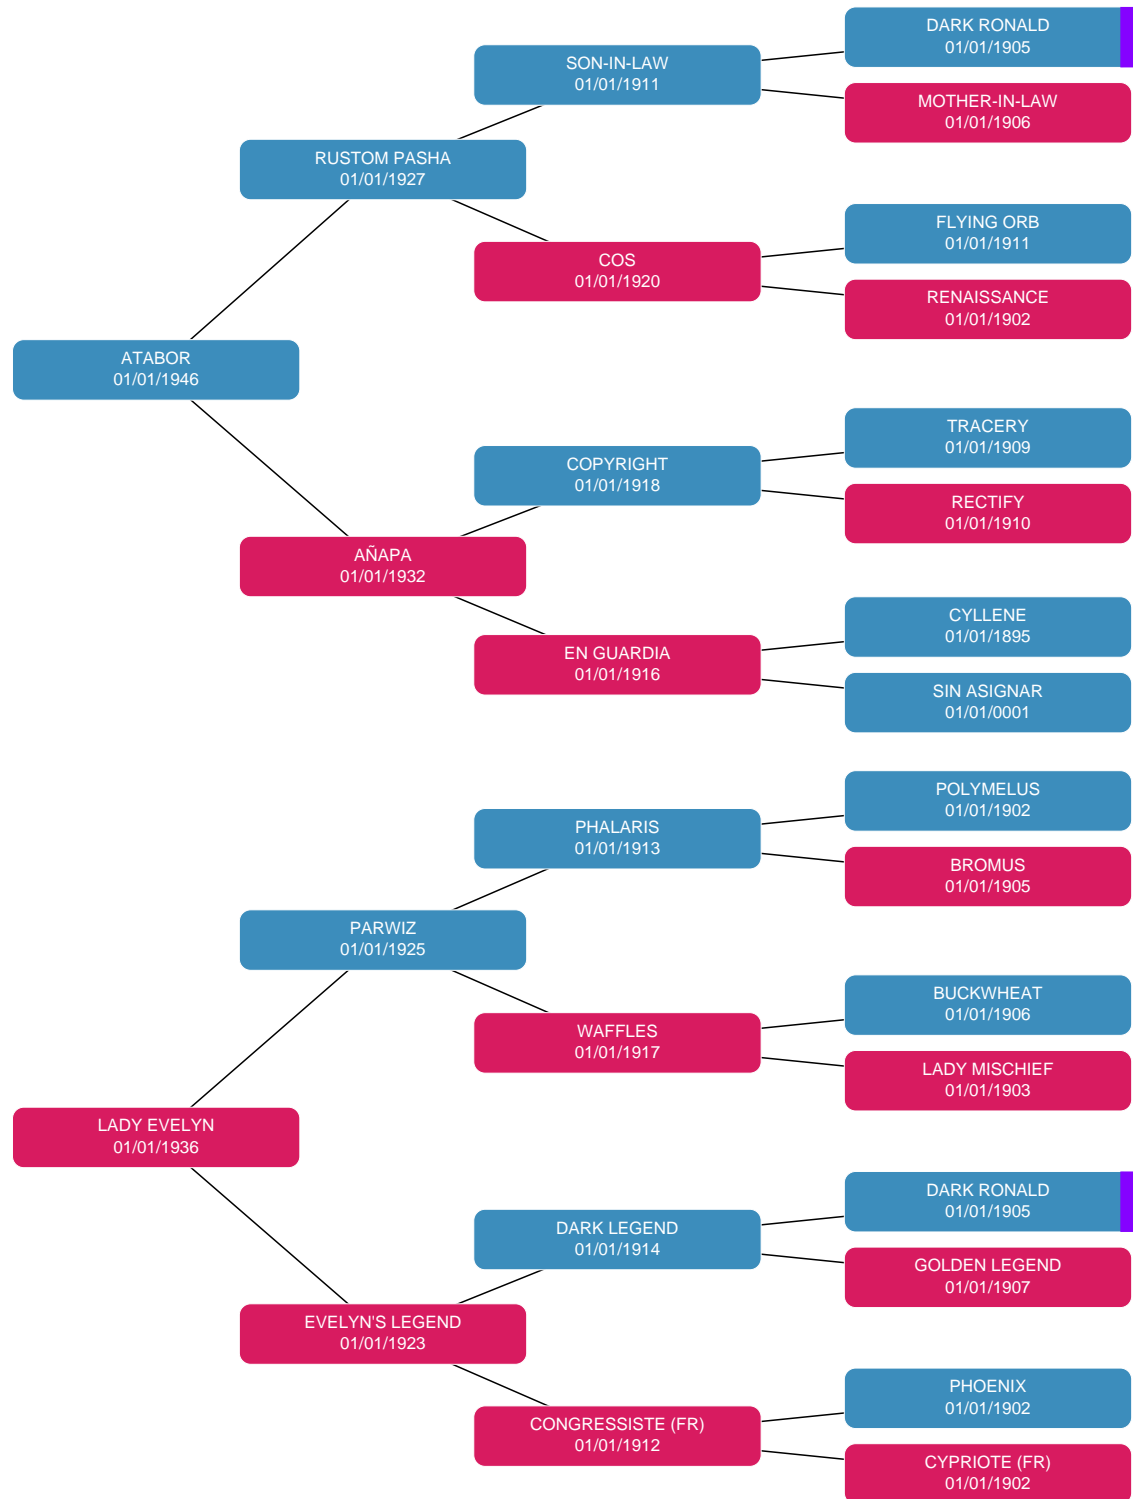 DARK RONALD
01/01/1905
SON-IN-LAW
01/01/1911
MOTHER-IN-LAW
01/01/1906
RUSTOM PASHA
01/01/1927
FLYING ORB
01/01/1911
COS
01/01/1920
RENAISSANCE
01/01/1902
ATABOR
01/01/1946
TRACERY
01/01/1909
COPYRIGHT
01/01/1918
RECTIFY
01/01/1910
AÑAPA
01/01/1932
CYLLENE
01/01/1895
EN GUARDIA
01/01/1916
SIN ASIGNAR
01/01/0001
POLYMELUS
01/01/1902
PHALARIS
01/01/1913
BROMUS
01/01/1905
PARWIZ
01/01/1925
BUCKWHEAT
01/01/1906
WAFFLES
01/01/1917
LADY MISCHIEF
01/01/1903
LADY EVELYN
01/01/1936
DARK RONALD
01/01/1905
DARK LEGEND
01/01/1914
GOLDEN LEGEND
01/01/1907
EVELYN'S LEGEND
01/01/1923
PHOENIX
01/01/1902
CONGRESSISTE (FR)
01/01/1912
CYPRIOTE (FR)
01/01/1902